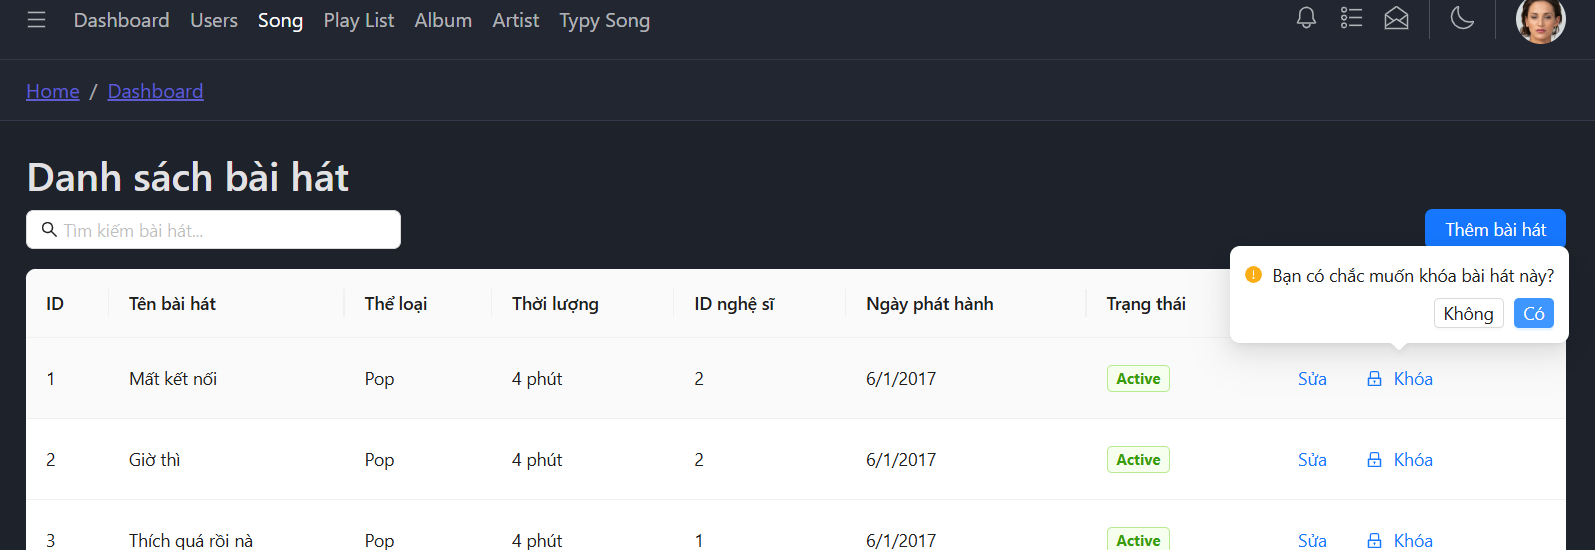 Dashboard Users Song Play List Album Artist Typy Song
Home / Dashboard
Danh sách bài hát
Tìm kiếm bài hát...
Thêm bài hát
Bạn có chắc muốn khóa bài hát này?
Không Có
ID Tên bài hát Thể loại Thời lượng ID nghệ sĩ Ngày phát hành Trạng thái
1 Mất kết nối Pop 4 phút 2 6/1/2017 Active Sửa Khóa
2 Giờ thì Pop 4 phút 2 6/1/2017 Active Sửa Khóa
3 Thích quá rồi nà Pop 4 phút 1 6/1/2017 Active Sửa Khóa